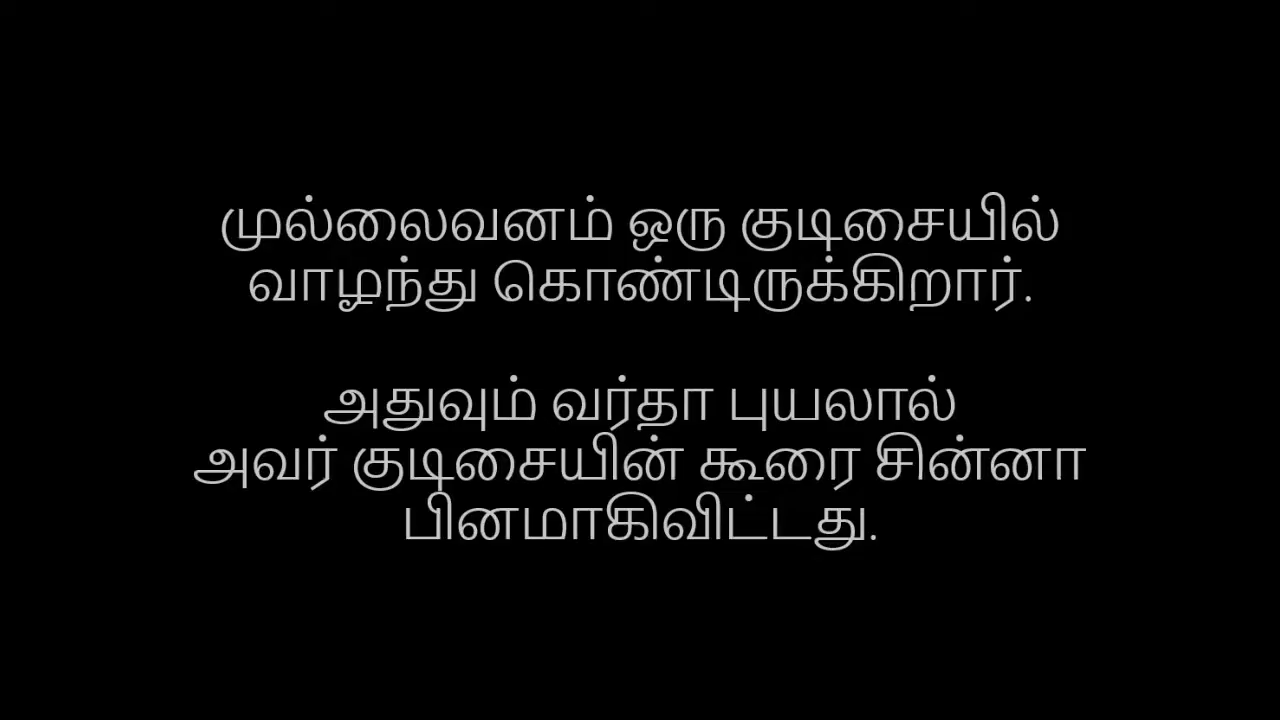 முல்லைவனம் ஒரு குடிசையில்
வாழந்து கொண்டிருக்கிறார்.
அதுவும் வர்தா புயலால்
அவர் குடிசையின் கூரை சின்னா
பினமாகிவிட்டது.